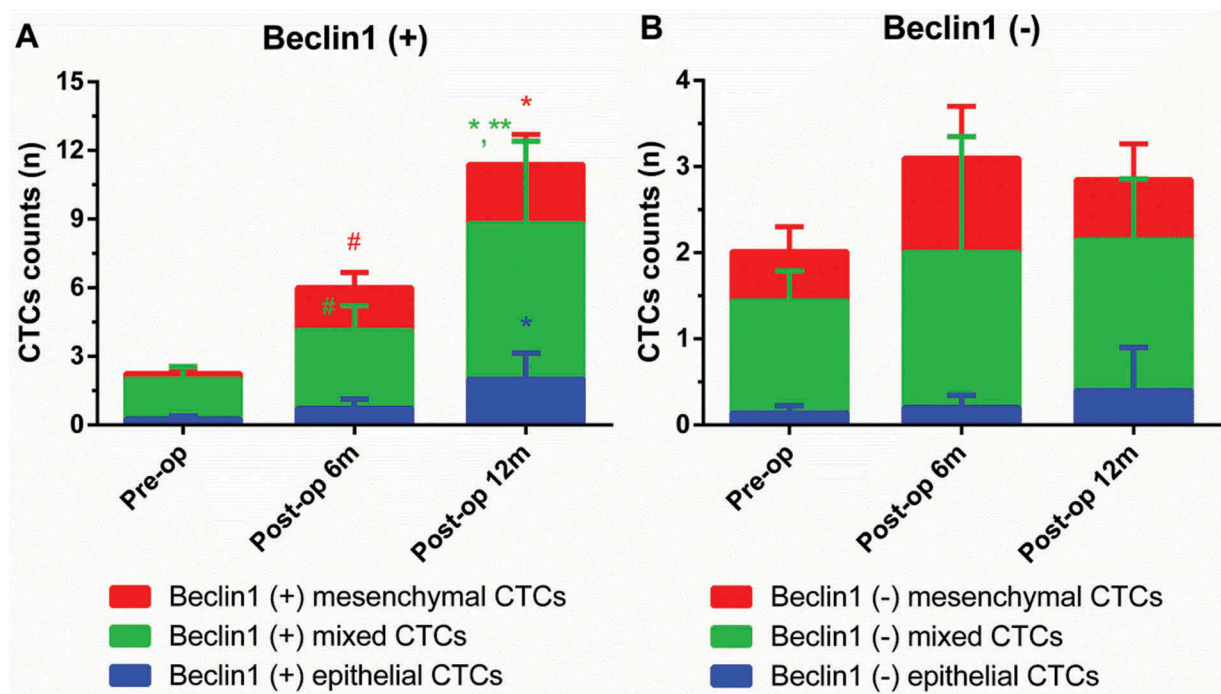 A
Beclin1 (+)
CTCs counts (n)
15
12
9
6
3
0
#
#
*
*,**
*
Pre-op
Post-op 6m
Post-op 12m
Beclin1 (+) mesenchymal CTCs
Beclin1 (+) mixed CTCs
Beclin1 (+) epithelial CTCs
B
Beclin1 (-)
CTCs counts (n)
4
3
2
1
0
Pre-op
Post-op 6m
Post-op 12m
Beclin1 (-) mesenchymal CTCs
Beclin1 (-) mixed CTCs
Beclin1 (-) epithelial CTCs